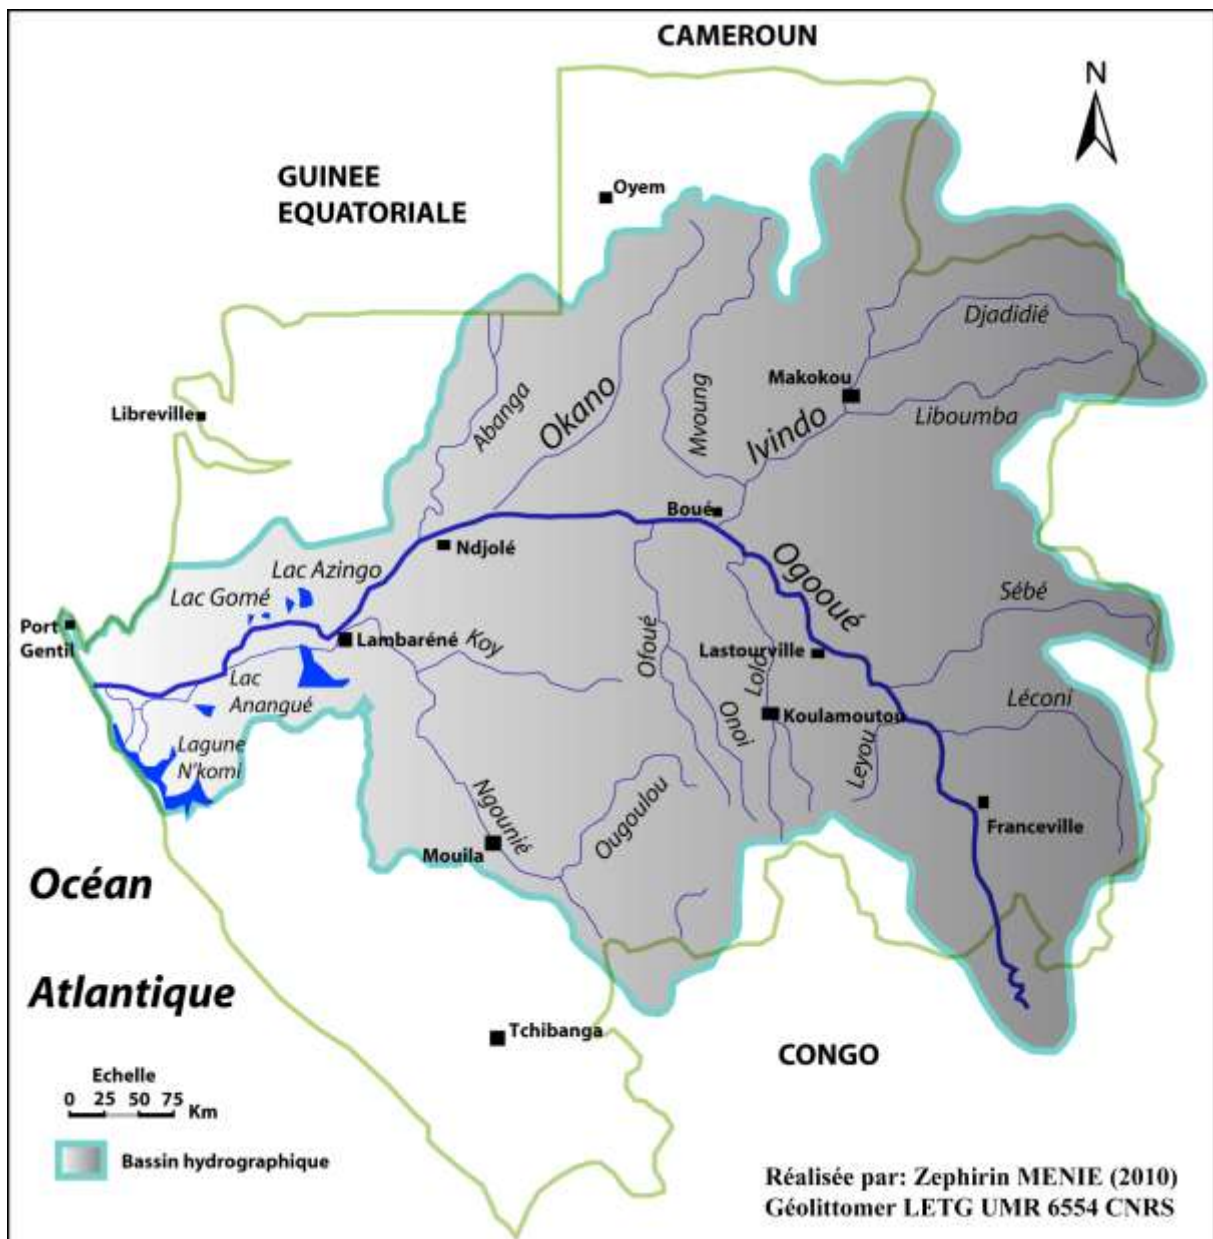 CAMEROUN
N
GUINEE
EQUATORIALE
Oyem
Djadidié
Makokou
Libreville
Abanga
Okano
Mvoung
Ivindo
Liboumba
Boué
Ndjolé
Ogooué
Lac Azingo
Lac Gomé
Sébé
Port
Gentil
Lambaréné
Koy
Ofoué
Lastourville
Lolo
Lac
Anangué
Onoi
Koulamoutou
Léconi
Lagune
N'komi
Leyou
Ngounié
Ougoulou
Franceville
Mouila
Océan
Atlantique
Tchibanga
CONGO
Echelle
0 25 50 75
Km
Bassin hydrographique
Réalisée par: Zephirin MENIE (2010)
Géolittomer LETG UMR 6554 CNRS